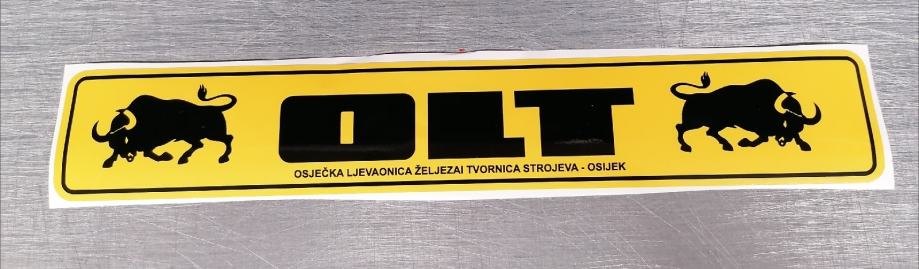 OLT
OSJEČKA LJEVAONICA ŽELJEZAI TVORNICA STROJEVA - OSIJEK